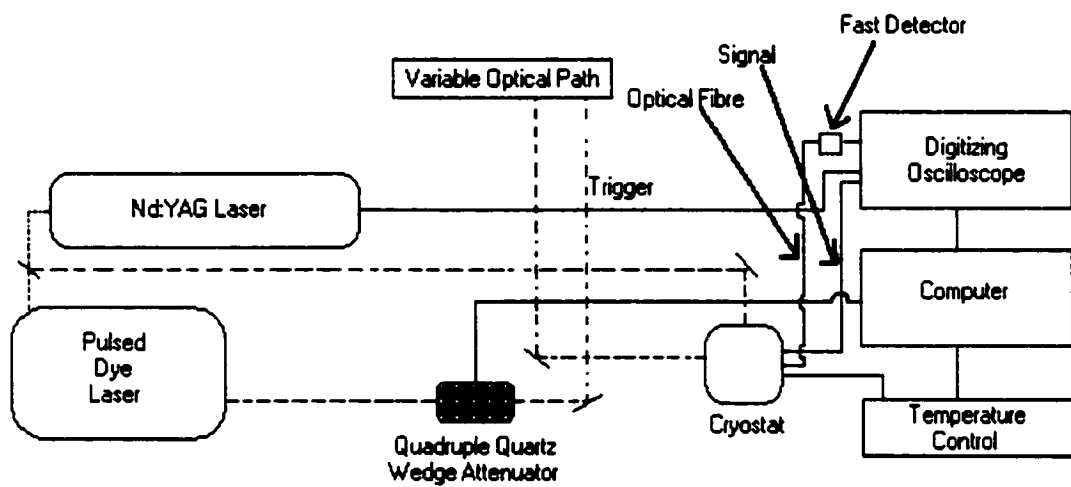 Fast Detector
Signal
Variable Optical Path
Optical Fibre
Digitizing
Oscilloscope
Trigger
Nd:YAG Laser
Computer
Pulsed
Dye
Laser
Cryostat
Temperature
Control
Quadruple Quartz
Wedge Attenuator